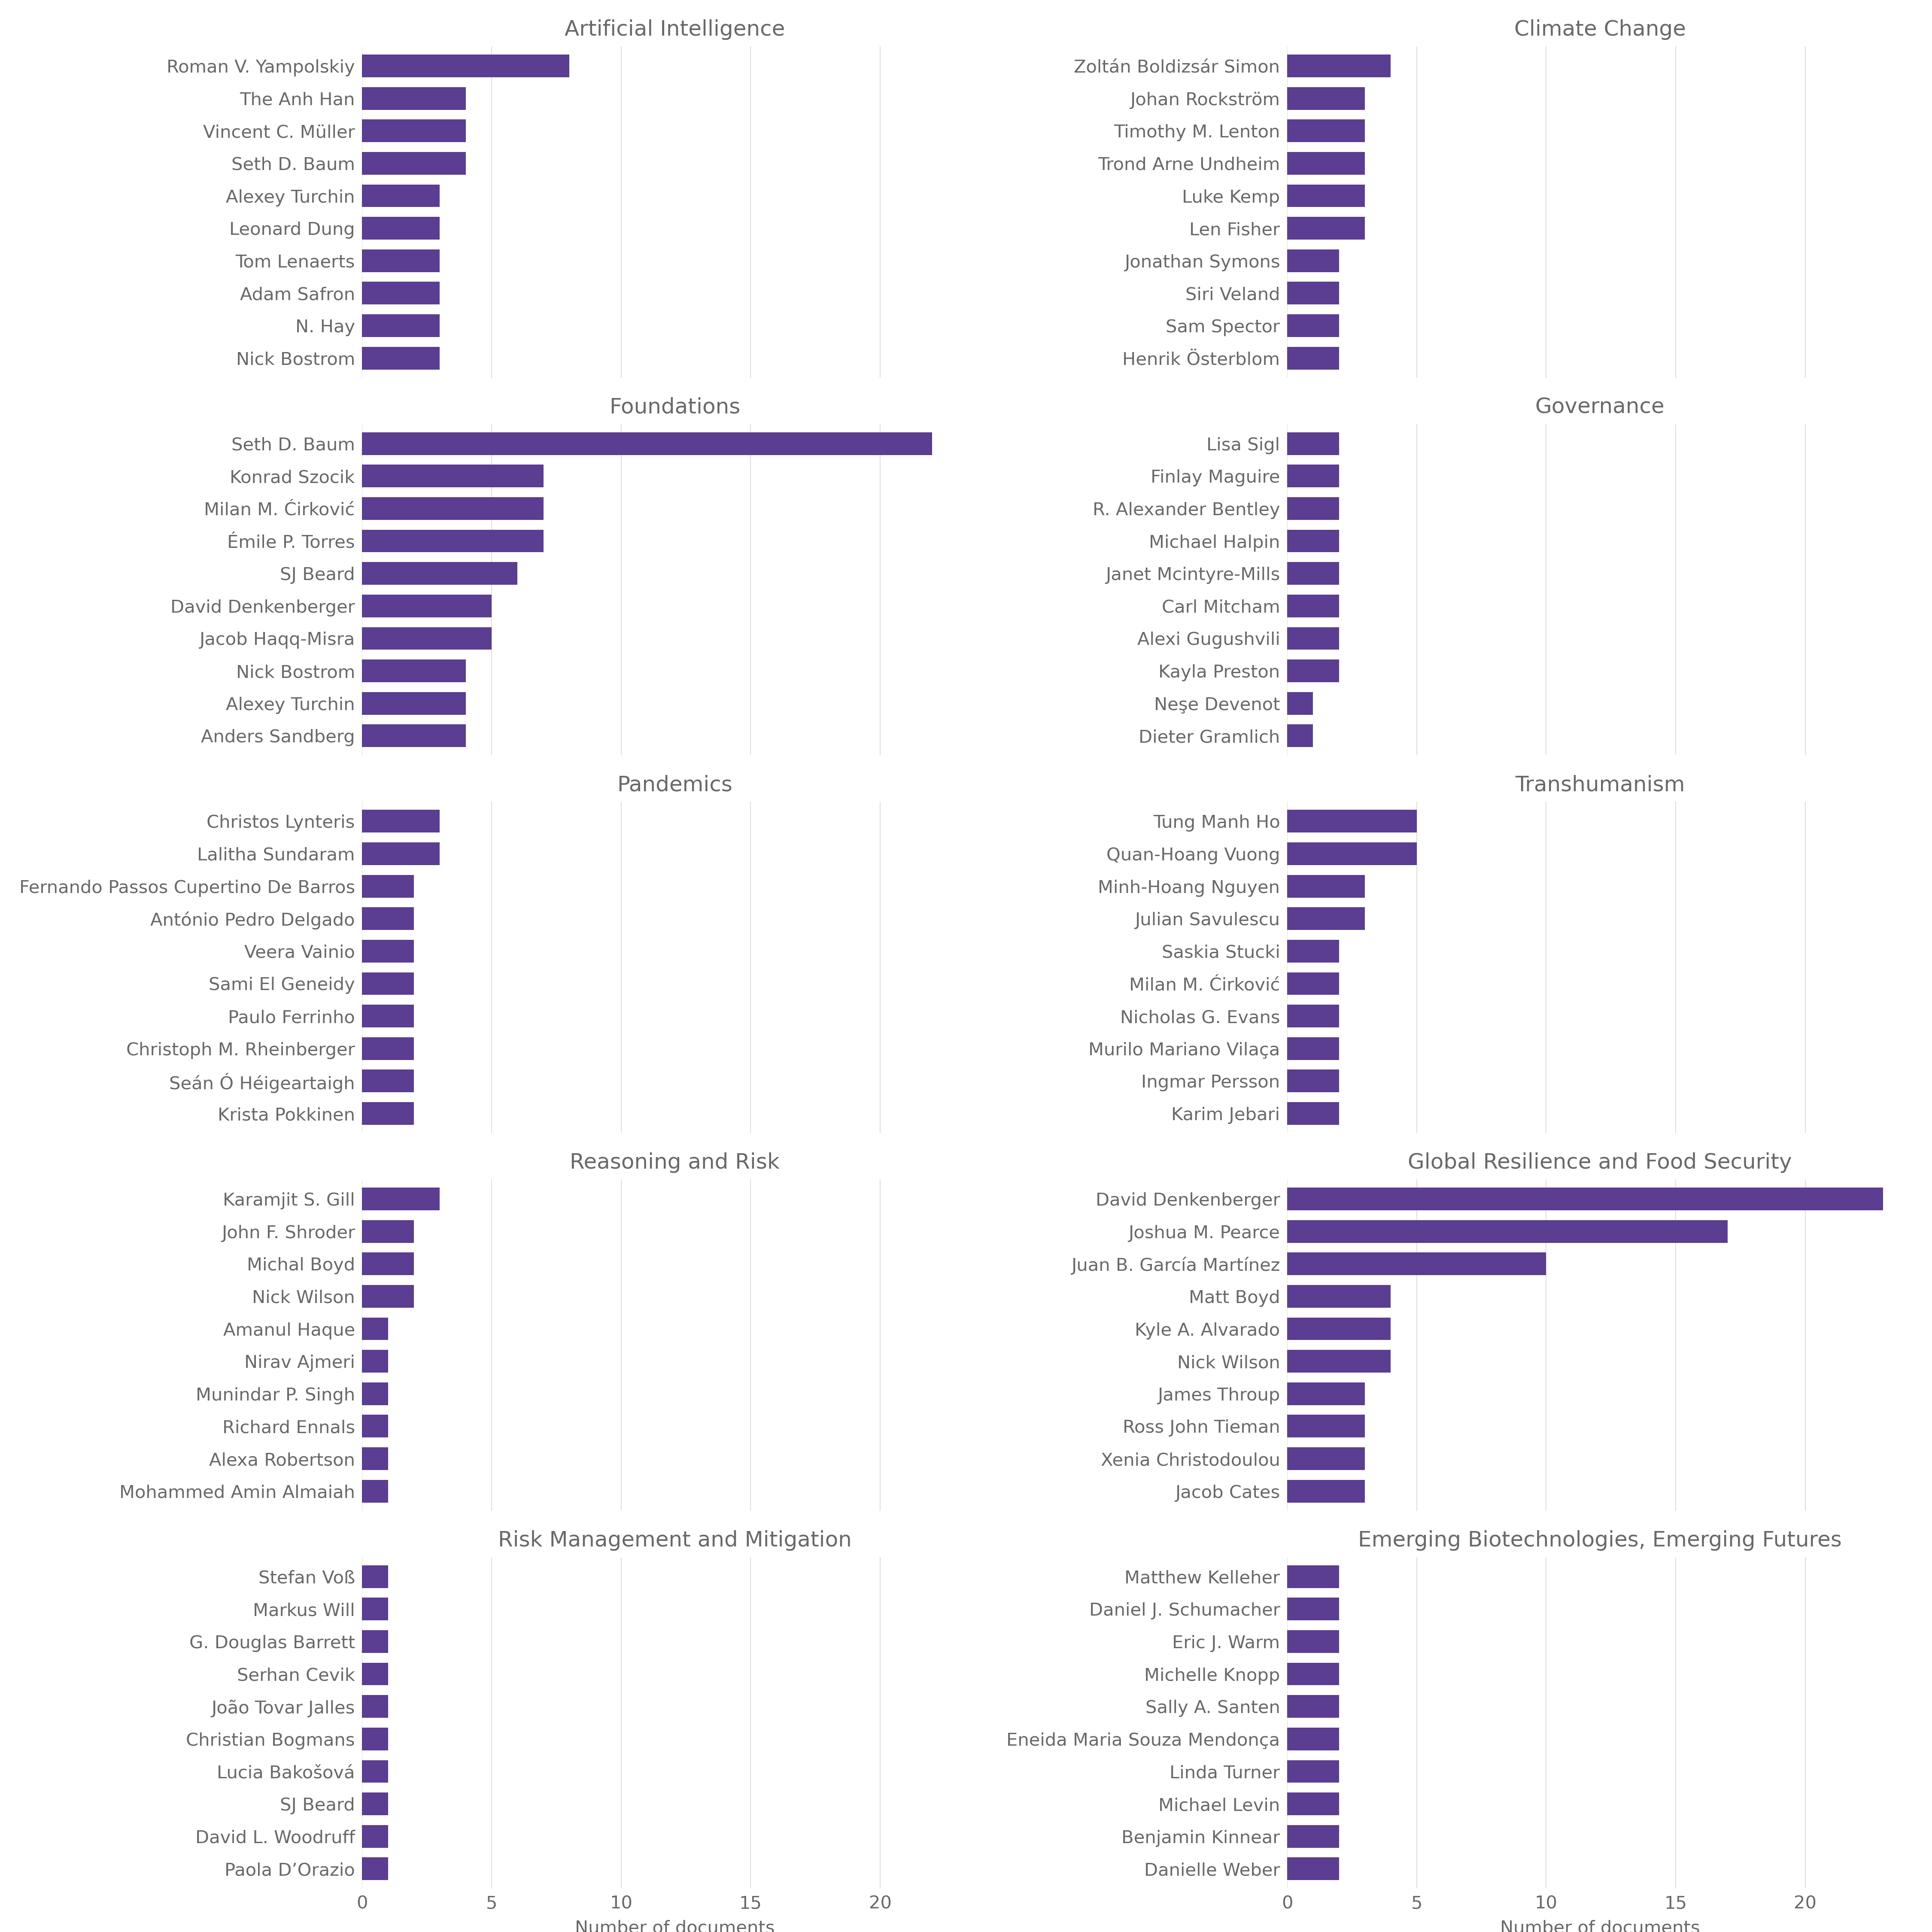 Artificial Intelligence
Roman V. Yampolskiy
The Anh Han
Vincent C. Müller
Seth D. Baum
Alexey Turchin
Leonard Dung
Tom Lenaerts
Adam Safron
N. Hay
Nick Bostrom
Climate Change
Zoltán Boldizsár Simon
Johan Rockström
Timothy M. Lenton
Trond Arne Undheim
Luke Kemp
Len Fisher
Jonathan Symons
Siri Veland
Sam Spector
Henrik Österblom
Foundations
Seth D. Baum
Konrad Szocik
Milan M. Ćirković
Émile P. Torres
SJ Beard
David Denkenberger
Jacob Haqq-Misra
Nick Bostrom
Alexey Turchin
Anders Sandberg
Governance
Lisa Sigl
Finlay Maguire
R. Alexander Bentley
Michael Halpin
Janet Mcintyre-Mills
Carl Mitcham
Alexi Gugushvili
Kayla Preston
Neşe Devenot
Dieter Gramlich
Pandemics
Christos Lynteris
Lalitha Sundaram
Fernando Passos Cupertino De Barros
António Pedro Delgado
Veera Vainio
Sami El Geneidy
Paulo Ferrinho
Christoph M. Rheinberger
Seán Ó Héigeartaigh
Krista Pokkinen
Transhumanism
Tung Manh Ho
Quan-Hoang Vuong
Minh-Hoang Nguyen
Julian Savulescu
Saskia Stucki
Milan M. Ćirković
Nicholas G. Evans
Murilo Mariano Vilaça
Ingmar Persson
Karim Jebari
Reasoning and Risk
Karamjit S. Gill
John F. Shroder
Michal Boyd
Nick Wilson
Amanul Haque
Nirav Ajmeri
Munindar P. Singh
Richard Ennals
Alexa Robertson
Mohammed Amin Almaiah
Global Resilience and Food Security
David Denkenberger
Joshua M. Pearce
Juan B. García Martínez
Matt Boyd
Kyle A. Alvarado
Nick Wilson
James Throup
Ross John Tieman
Xenia Christodoulou
Jacob Cates
Risk Management and Mitigation
Stefan Voß
Markus Will
G. Douglas Barrett
Serhan Cevik
João Tovar Jalles
Christian Bogmans
Lucia Bakošová
SJ Beard
David L. Woodruff
Paola D’Orazio
0 5 10 15 20
Number of documents
Emerging Biotechnologies, Emerging Futures
Matthew Kelleher
Daniel J. Schumacher
Eric J. Warm
Michelle Knopp
Sally A. Santen
Eneida Maria Souza Mendonça
Linda Turner
Michael Levin
Benjamin Kinnear
Danielle Weber
0 5 10 15 20
Number of documents